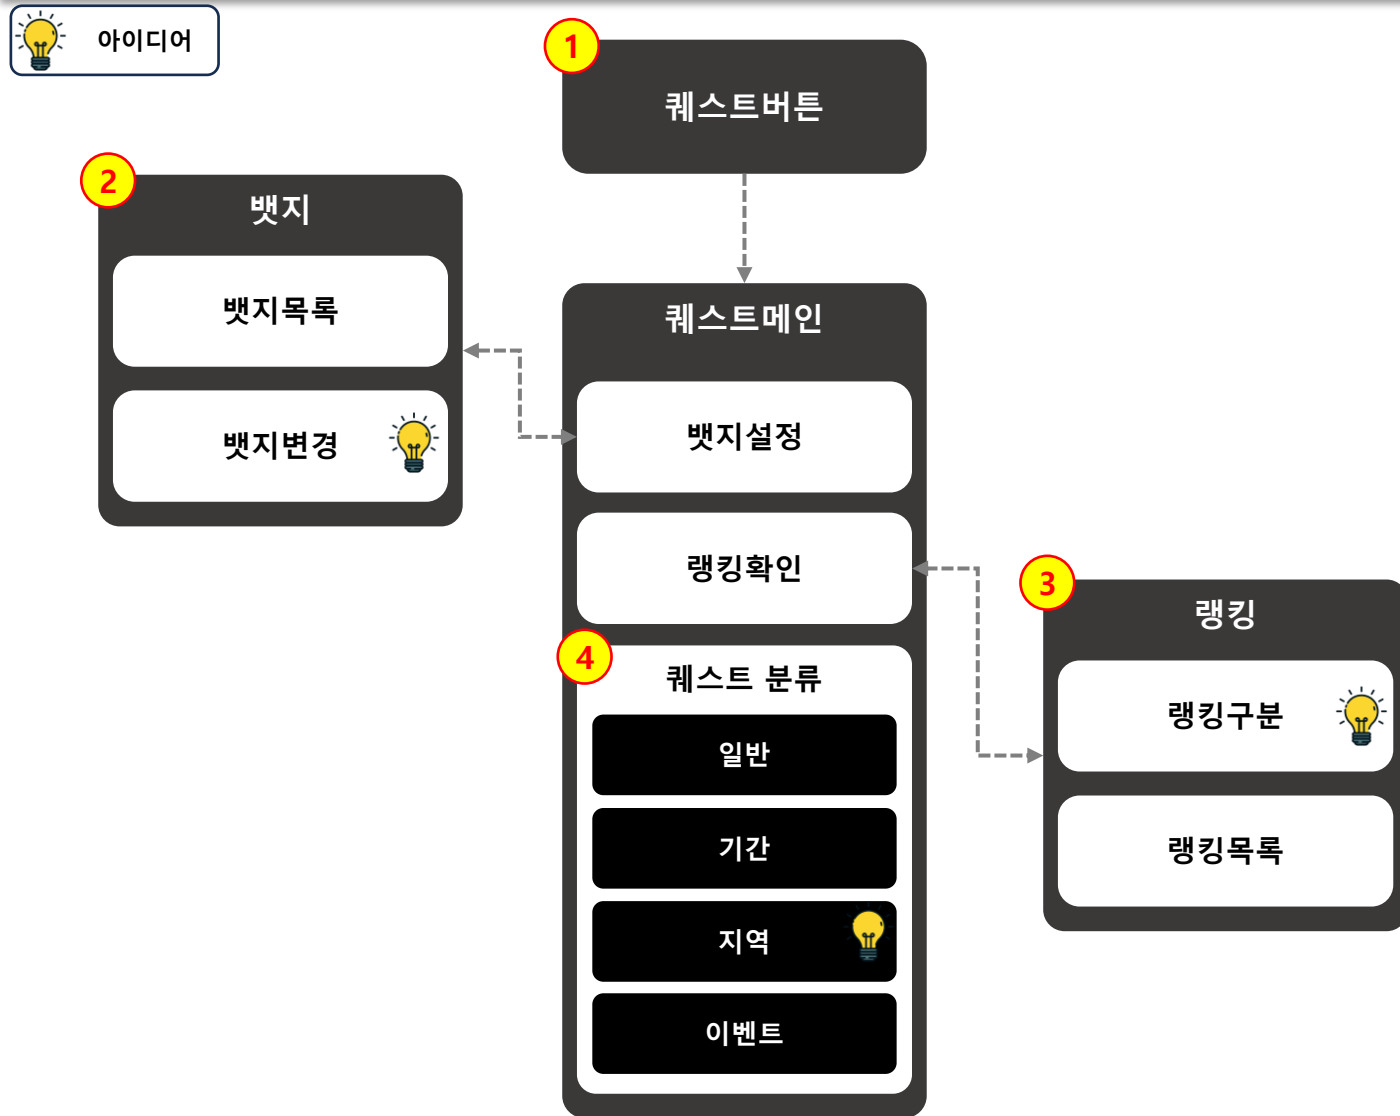 아이디어
1
퀘스트버튼
2
뱃지
뱃지목록
뱃지변경
퀘스트메인
뱃지설정
랭킹확인
4
퀘스트 분류
일반
기간
지역
이벤트
3
랭킹
랭킹구분
랭킹목록